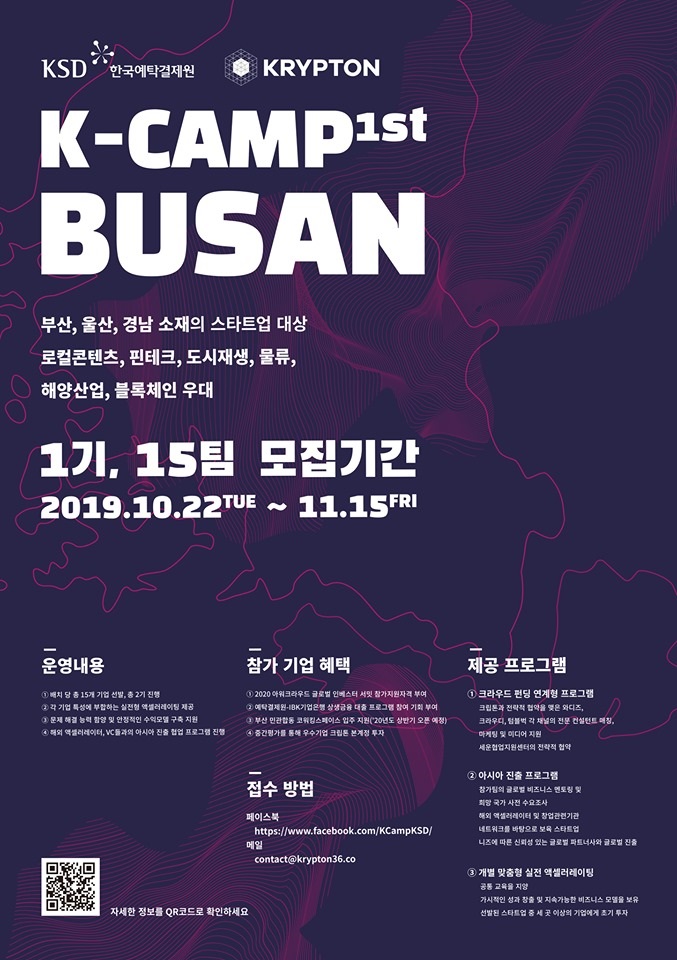 KSD 한국예탁결제원 KRYPTON
K-CAMP 1st
BUSAN
부산, 울산, 경남 소재의 스타트업 대상
로컬콘텐츠, 핀테크, 도시재생, 물류,
해양산업, 블록체인 우대
1기, 15팀 모집기간
2019.10.22TUE ~ 11.15FRI
운영내용
① 배치 당 총 15개 기업 선발, 총 2기 진행
② 각 기업 특성에 부합하는 실전형 액셀러레이팅 제공
③ 문제 해결 능력 함양 및 안정적인 수익모델 구축 지원
④ 해외 액셀러레이터, VC들과의 아시아 진출 협업 프로그램 진행
참가 기업 혜택
① 2020 아워크라우드 글로벌 인베스터 서밋 참가지원자격 부여
② 예탁결제원-IBK기업은행 상생금융 대출 프로그램 참여 기회 부여
③ 부산 민관합동 코워킹스페이스 입주 지원('20년도 상반기 오픈 예정)
④ 중간평가를 통해 우수기업 크립톤 본계정 투자
접수 방법
페이스북
https://www.facebook.com/KCampKSD/
메일
contact@krypton36.co
제공 프로그램
① 크라우드 펀딩 연계형 프로그램
크립톤과 전략적 협약을 맺은 와디즈,
크라우디, 텀블벅 각 채널의 전문 컨설턴트 매칭,
마케팅 및 미디어 지원
세운협업지원센터의 전략적 협약
② 아시아 진출 프로그램
참가팀의 글로벌 비즈니스 멘토링 및
희망 국가 사전 수요조사
해외 액셀러레이터 및 창업관련기관
네트워크를 바탕으로 보육 스타트업
니즈에 따른 신뢰성 있는 글로벌 파트너사와 글로벌 진출
③ 개별 맞춤형 실전 액셀러레이팅
공통 교육을 지양
가시적인 성과 창출 및 지속가능한 비즈니스 모델을 보유
선발된 스타트업 중 세 곳 이상의 기업에게 초기 투자
자세한 정보를 QR코드로 확인하세요